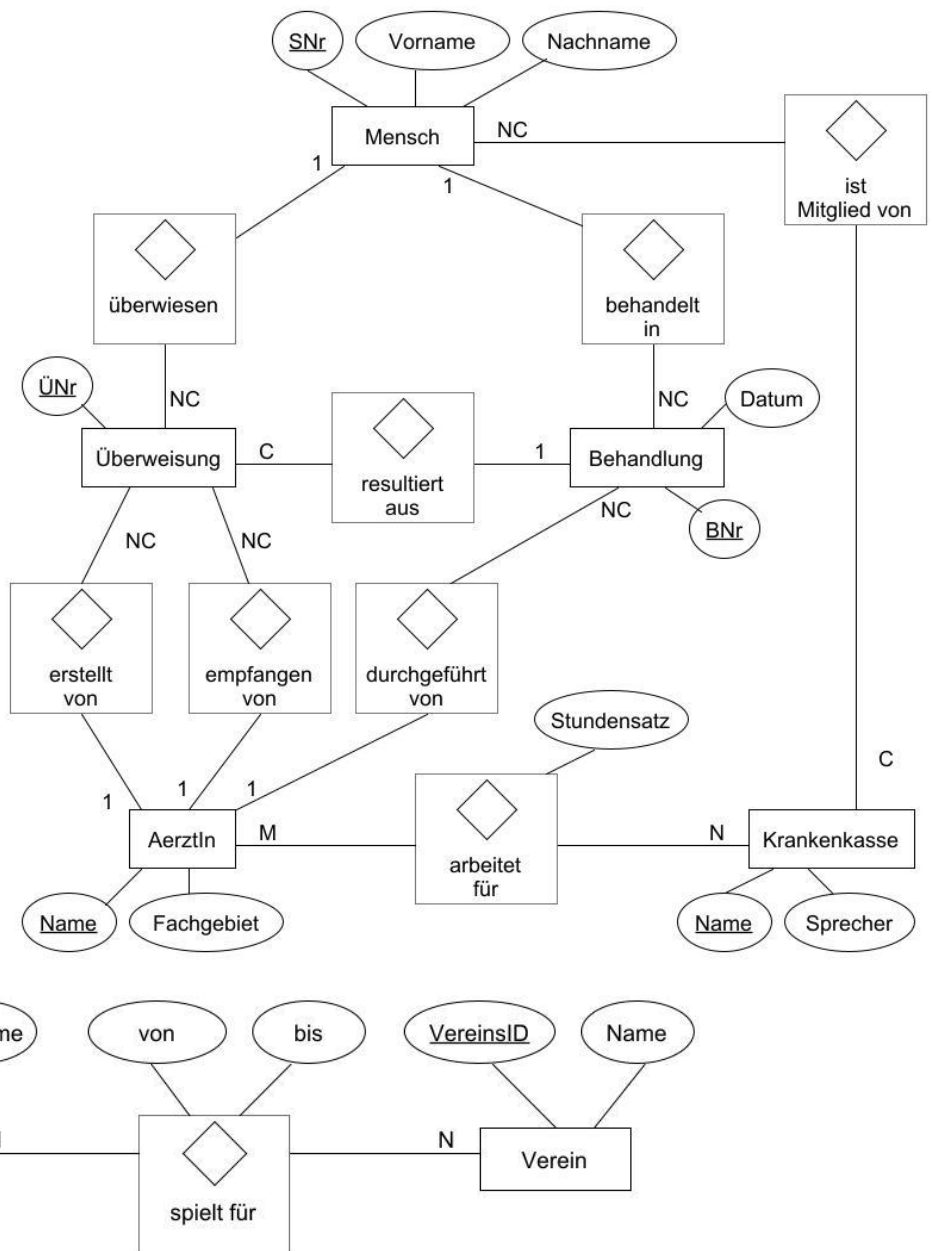 SNr
Vorname
Nachname
Mensch
NC
1
1
ist
Mitglied von
überwiesen
behandelt
in
ÜNr
NC
NC
Datum
Überweisung
C
resultiert
aus
1
Behandlung
NC
BNr
NC
NC
erstellt
von
empfangen
von
durchgeführt
von
Stundensatz
C
1
1
1
AerztIn
M
arbeitet
für
N
Krankenkasse
Name
Fachgebiet
Name
Sprecher
von
bis
VereinsID
Name
N
Verein
spielt für